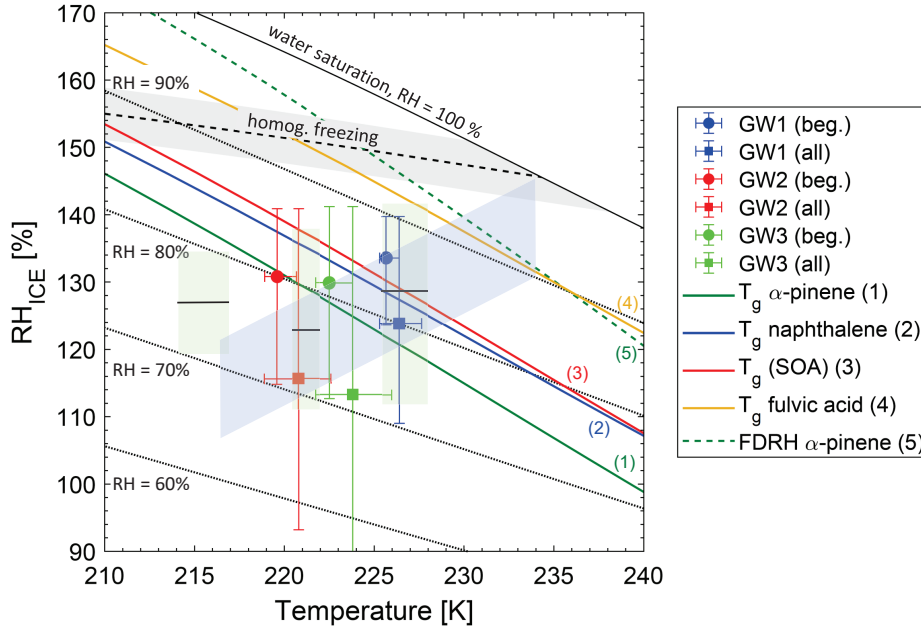 170
160
150
140
130
120
110
100
90
RH_ICE [%]
210
215
220
225
230
235
240
Temperature [K]
water saturation, RH = 100 %
RH = 90%
homog. freezing
RH = 80%
RH = 70%
RH = 60%
(4)
(5)
(3)
(2)
(1)
GW1 (beg.)
GW1 (all)
GW2 (beg.)
GW2 (all)
GW3 (beg.)
GW3 (all)
T_g α-pinene (1)
T_g naphthalene (2)
T_g (SOA) (3)
T_g fulvic acid (4)
FDRH α-pinene (5)